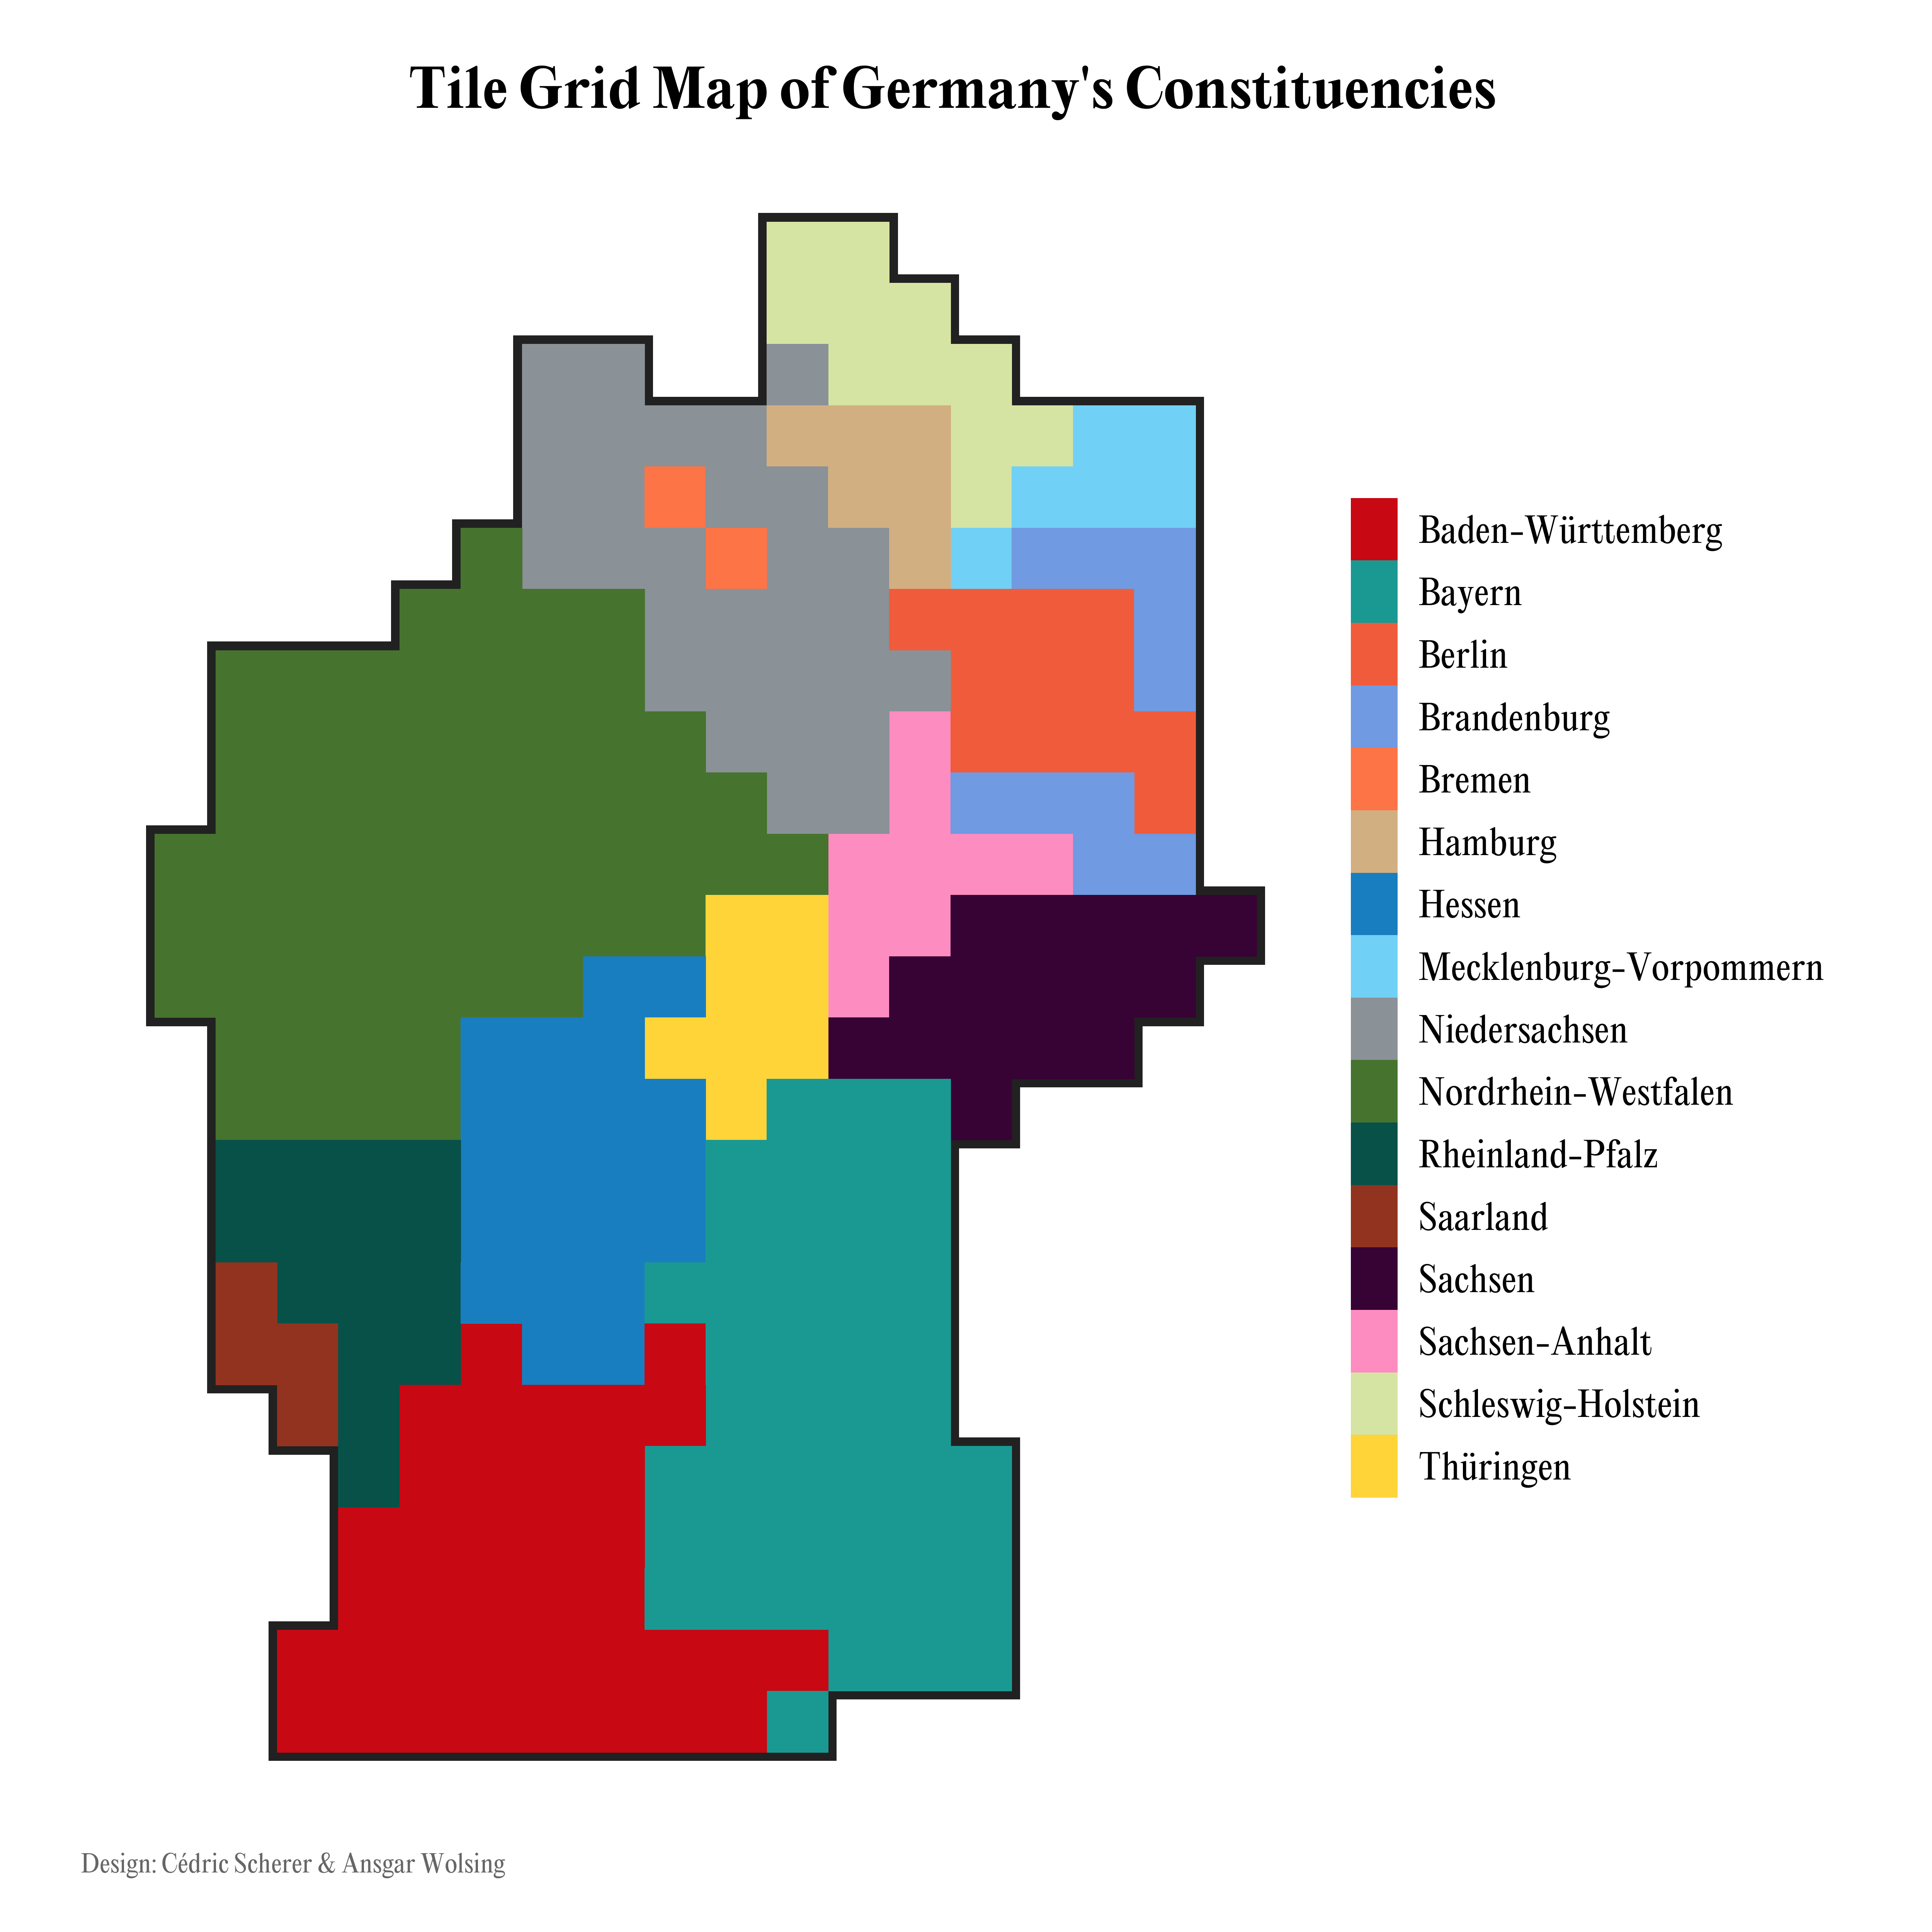 Tile Grid Map of Germany's Constituencies
Baden-Württemberg
Bayern
Berlin
Brandenburg
Bremen
Hamburg
Hessen
Mecklenburg-Vorpommern
Niedersachsen
Nordrhein-Westfalen
Rheinland-Pfalz
Saarland
Sachsen
Sachsen-Anhalt
Schleswig-Holstein
Thüringen
Design: Cédric Scherer & Ansgar Wolsing